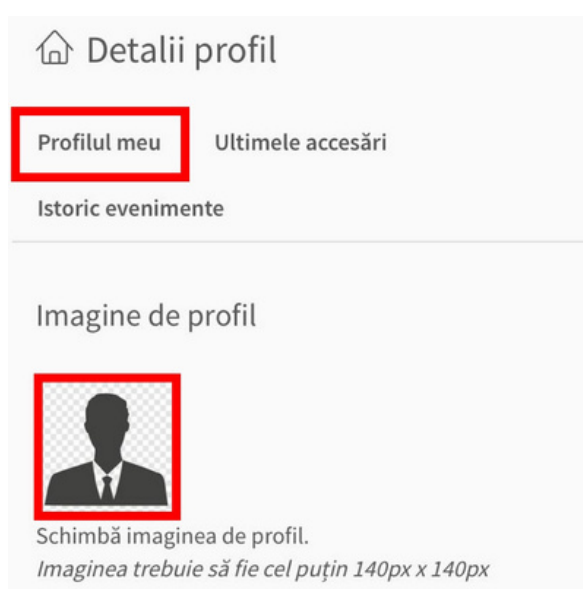 Detalii profil
Profilul meu Ultimele accesări
Istoric evenimente
Imagine de profil
Schimbă imaginea de profil.
Imaginea trebuie să fie cel puțin 140px x 140px